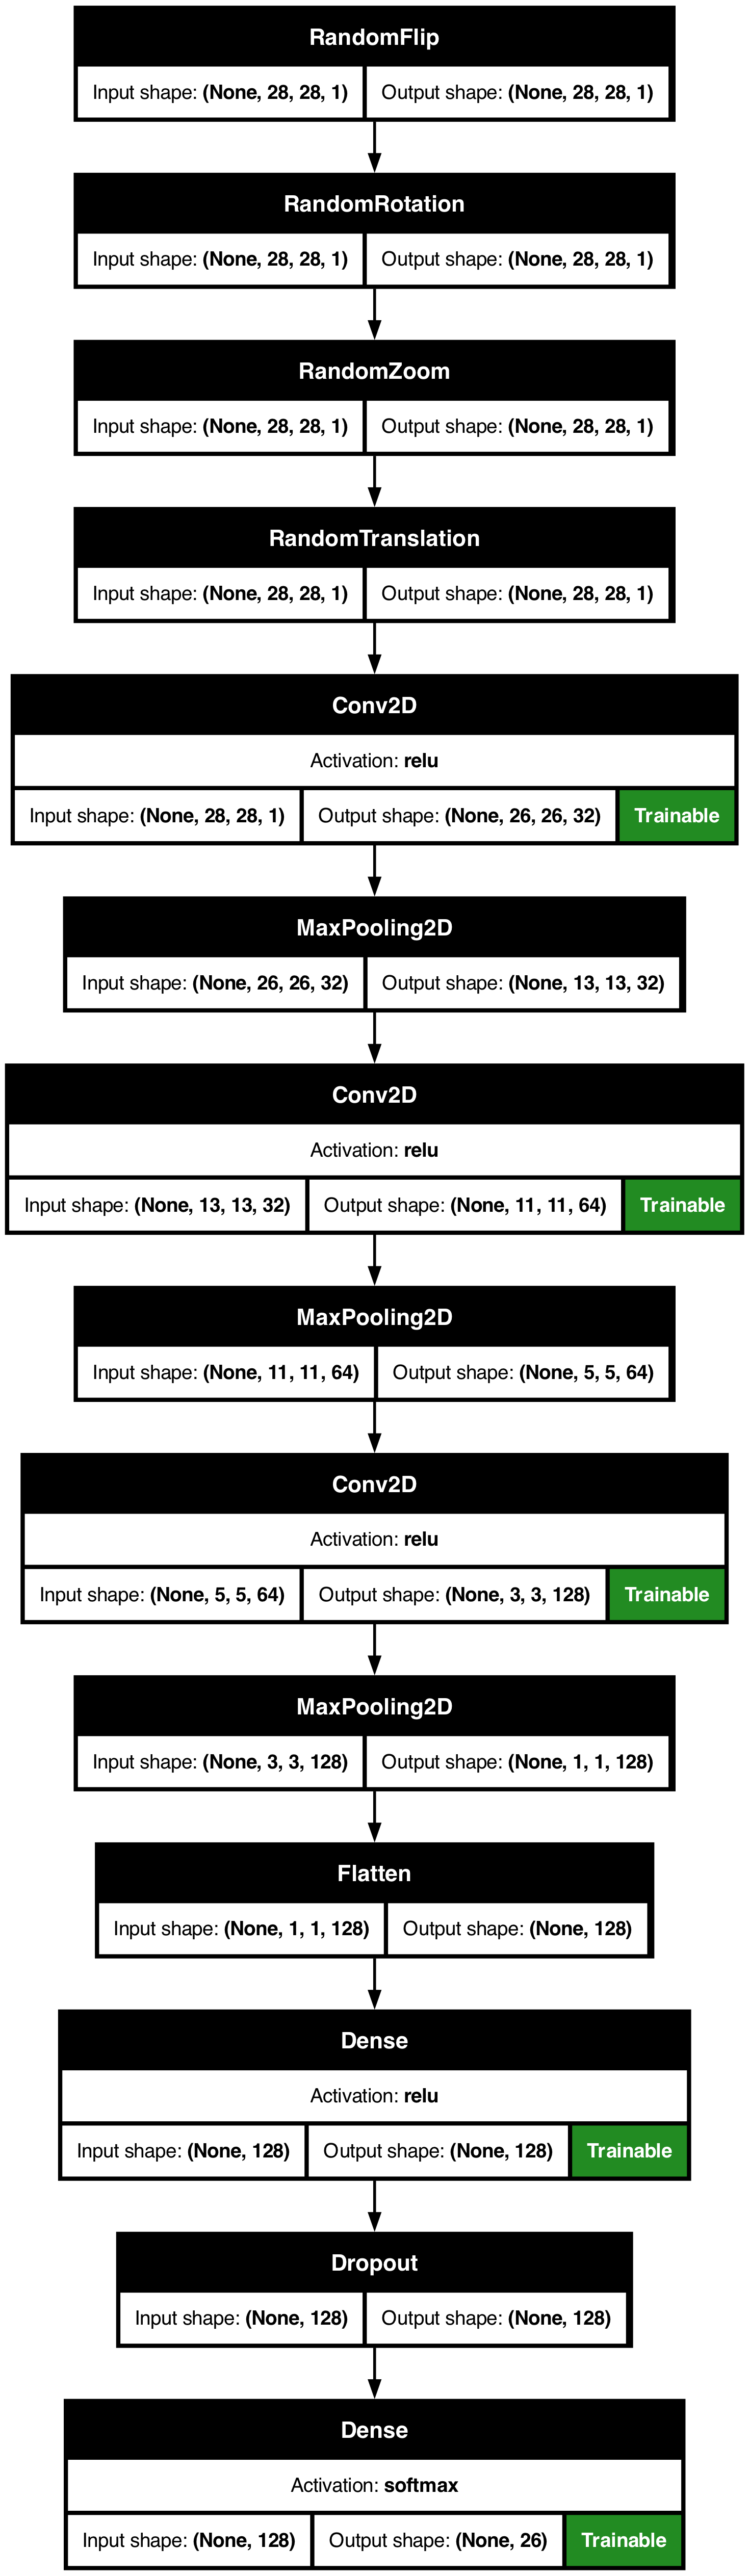 RandomFlip
Input shape: (None, 28, 28, 1) Output shape: (None, 28, 28, 1)
RandomRotation
Input shape: (None, 28, 28, 1) Output shape: (None, 28, 28, 1)
RandomZoom
Input shape: (None, 28, 28, 1) Output shape: (None, 28, 28, 1)
RandomTranslation
Input shape: (None, 28, 28, 1) Output shape: (None, 28, 28, 1)
Conv2D
Activation: relu
Input shape: (None, 28, 28, 1) Output shape: (None, 26, 26, 32) Trainable
MaxPooling2D
Input shape: (None, 26, 26, 32) Output shape: (None, 13, 13, 32)
Conv2D
Activation: relu
Input shape: (None, 13, 13, 32) Output shape: (None, 11, 11, 64) Trainable
MaxPooling2D
Input shape: (None, 11, 11, 64) Output shape: (None, 5, 5, 64)
Conv2D
Activation: relu
Input shape: (None, 5, 5, 64) Output shape: (None, 3, 3, 128) Trainable
MaxPooling2D
Input shape: (None, 3, 3, 128) Output shape: (None, 1, 1, 128)
Flatten
Input shape: (None, 1, 1, 128) Output shape: (None, 128)
Dense
Activation: relu
Input shape: (None, 128) Output shape: (None, 128) Trainable
Dropout
Input shape: (None, 128) Output shape: (None, 128)
Dense
Activation: softmax
Input shape: (None, 128) Output shape: (None, 26) Trainable